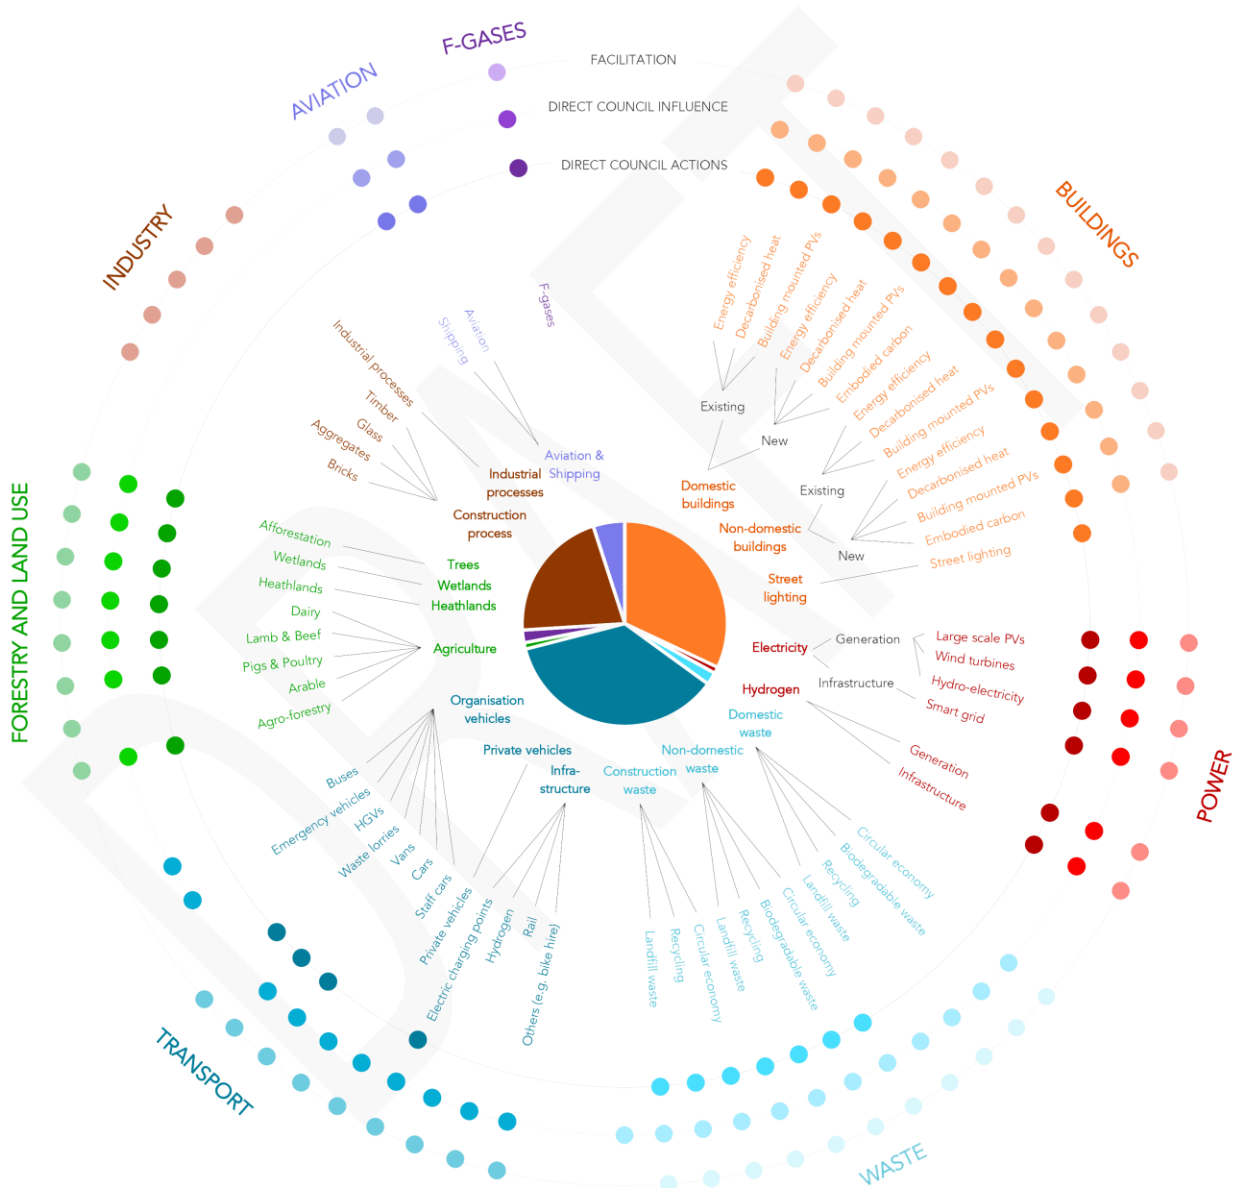 F-GASES
FACILITATION
AVIATION
DIRECT COUNCIL INFLUENCE
DIRECT COUNCIL ACTIONS
BUILDINGS
INDUSTRY
FORESTRY AND LAND USE
POWER
TRANSPORT
WASTE
DRAFT
F-gases
Aviation
Shipping
Aviation &
Shipping
Industrial processes
Timber
Glass
Aggregates
Bricks
Industrial
processes
Construction
process
Afforestation
Wetlands
Heathlands
Dairy
Lamb & Beef
Pigs & Poultry
Arable
Agro-forestry
Trees
Wetlands
Heathlands
Agriculture
Organisation
vehicles
Private vehicles
Infra-
structure
Buses
Emergency vehicles
HGVs
Waste lorries
Vans
Cars
Staff cars
Private vehicles
Electric charging points
Hydrogen
Rail
Others (e.g. bike hire)
Energy efficiency
Decarbonised heat
Building mounted PVs
Energy efficiency
Decarbonised heat
Building mounted PVs
Embodied carbon
Energy efficiency
Decarbonised heat
Building mounted PVs
Energy efficiency
Decarbonised heat
Building mounted PVs
Embodied carbon
Street lighting
Existing
New
Existing
New
Domestic
buildings
Non-domestic
buildings
Street
lighting
Electricity
Hydrogen
Generation
Infrastructure
Large scale PVs
Wind turbines
Hydro-electricity
Smart grid
Generation
Infrastructure
Domestic
waste
Non-domestic
waste
Construction
waste
Circular economy
Biodegradable waste
Recycling
Landfill waste
Circular economy
Biodegradable waste
Recycling
Landfill waste
Circular economy
Recycling
Landfill waste